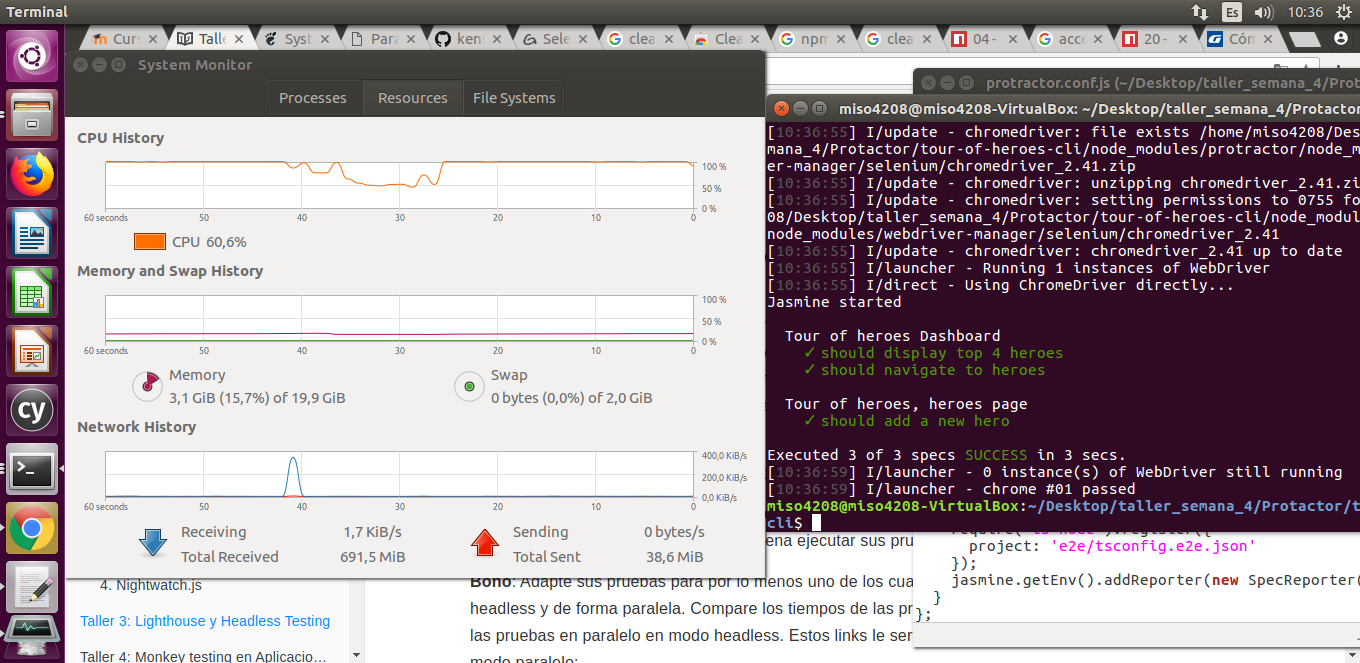 Terminal
Es
10:36
Curs
Talle
Syst
Para
kens
Sele
clea
Clea
npm
clea
04 -
acce
20 -
Cóm
System Monitor
Processes
Resources
File Systems
CPU History
100 %
50 %
0 %
60 seconds 50 40 30 20 10 0
CPU 60,6%
Memory and Swap History
100 %
50 %
0 %
60 seconds 50 40 30 20 10 0
Memory
3,1 GiB (15,7%) of 19,9 GiB
Swap
0 bytes (0,0%) of 2,0 GiB
Network History
400,0 KiB/s
200,0 KiB/s
0,0 KiB/s
60 seconds 50 40 30 20 10 0
Receiving 1,7 KiB/s
Total Received 691,5 MiB
Sending 0 bytes/s
Total Sent 38,6 MiB
protractor.conf.js (~/Desktop/taller_semana_4/Prot
miso4208@miso4208-VirtualBox: ~/Desktop/taller_semana_4/Protactor
[10:36:55] I/update - chromedriver: file exists /home/miso4208/Des
mana_4/Protactor/tour-of-heroes-cli/node_modules/protractor/node_m
er-manager/selenium/chromedriver_2.41.zip
[10:36:55] I/update - chromedriver: unzipping chromedriver_2.41.zi
[10:36:55] I/update - chromedriver: setting permissions to 0755 fo
08/Desktop/taller_semana_4/Protactor/tour-of-heroes-cli/node_modul
node_modules/webdriver-manager/selenium/chromedriver_2.41
[10:36:55] I/update - chromedriver: chromedriver_2.41 up to date
[10:36:55] I/launcher - Running 1 instances of WebDriver
[10:36:55] I/direct - Using ChromeDriver directly...
Jasmine started
Tour of heroes Dashboard
✓ should display top 4 heroes
✓ should navigate to heroes
Tour of heroes, heroes page
✓ should add a new hero
Executed 3 of 3 specs SUCCESS in 3 secs.
[10:36:59] I/launcher - 0 instance(s) of WebDriver still running
[10:36:59] I/launcher - chrome #01 passed
miso4208@miso4208-VirtualBox:~/Desktop/taller_semana_4/Protactor/t
cli$
project: 'e2e/tsconfig.e2e.json'
});
jasmine.getEnv().addReporter(new SpecReporter(
}
};
ena ejecutar sus pru
Bono: Adapte sus pruebas para por lo menos uno de los cua
headless y de forma paralela. Compare los tiempos de las pr
las pruebas en paralelo en modo headless. Estos links le ser
modo paralelo:
4. Nightwatch.js
Taller 3: Lighthouse y Headless Testing
Taller 4: Monkey testing en Aplicacio…
cy